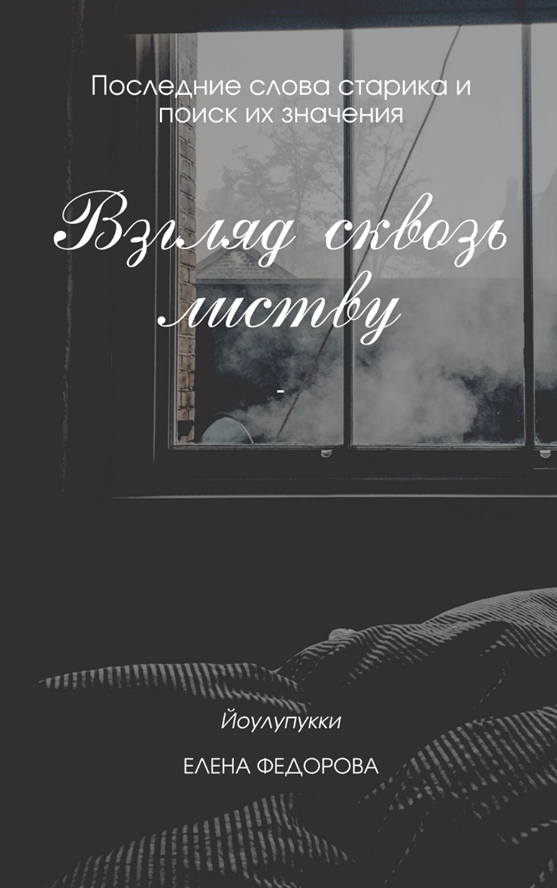 Последние слова старика и
поиск их значения
Взгляд сквозь
листву
-
Йоулупукки
ЕЛЕНА ФЕДОРОВА